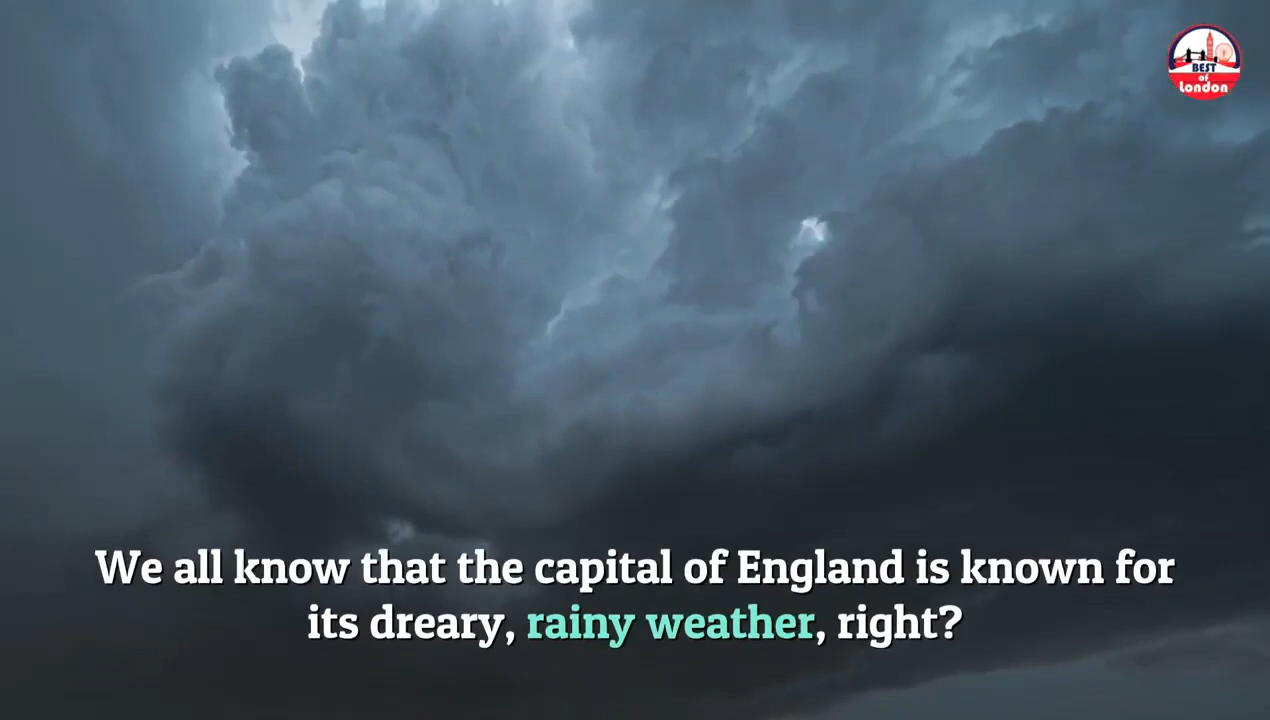 BEST
of
London
We all know that the capital of England is known for
its dreary, rainy weather, right?